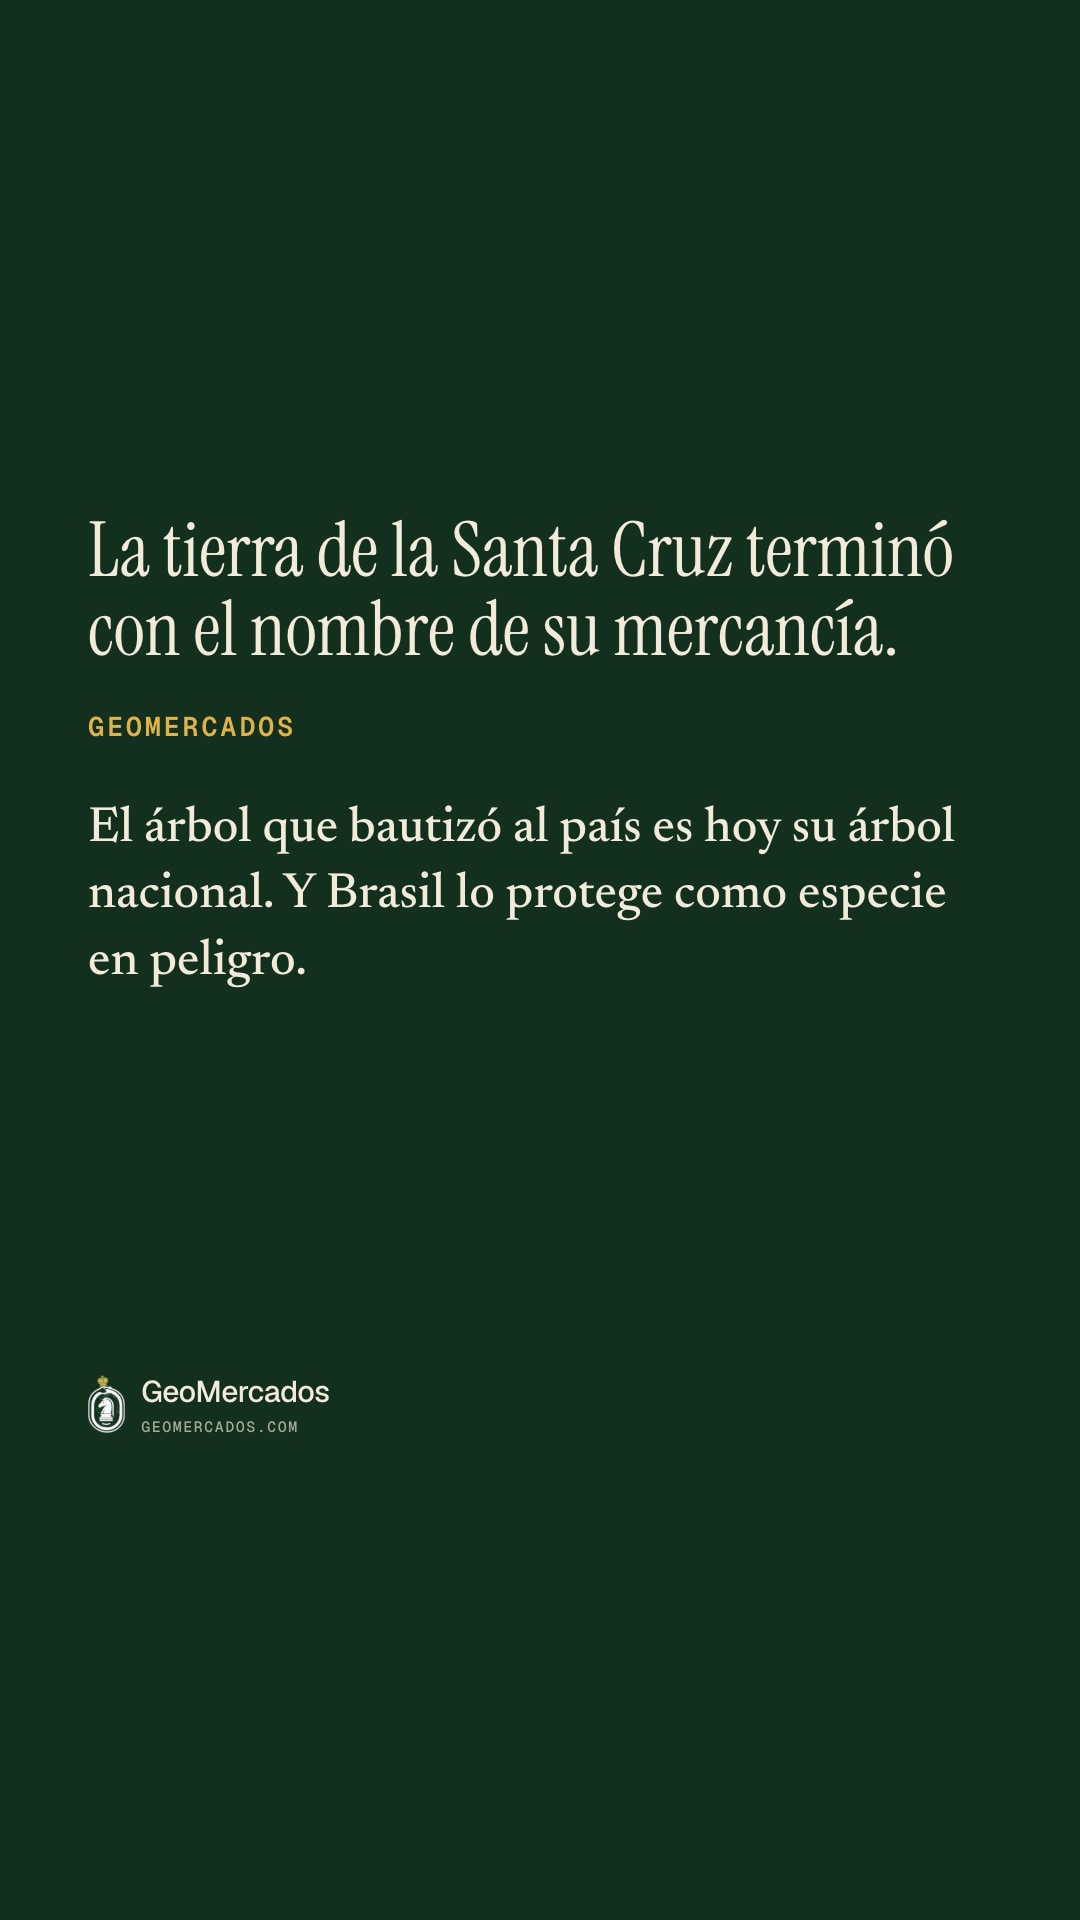 La tierra de la Santa Cruz terminó
con el nombre de su mercancía.
GEOMERCADOS
El árbol que bautizó al país es hoy su árbol
nacional. Y Brasil lo protege como especie
en peligro.
GeoMercados
GEOMERCADOS.COM